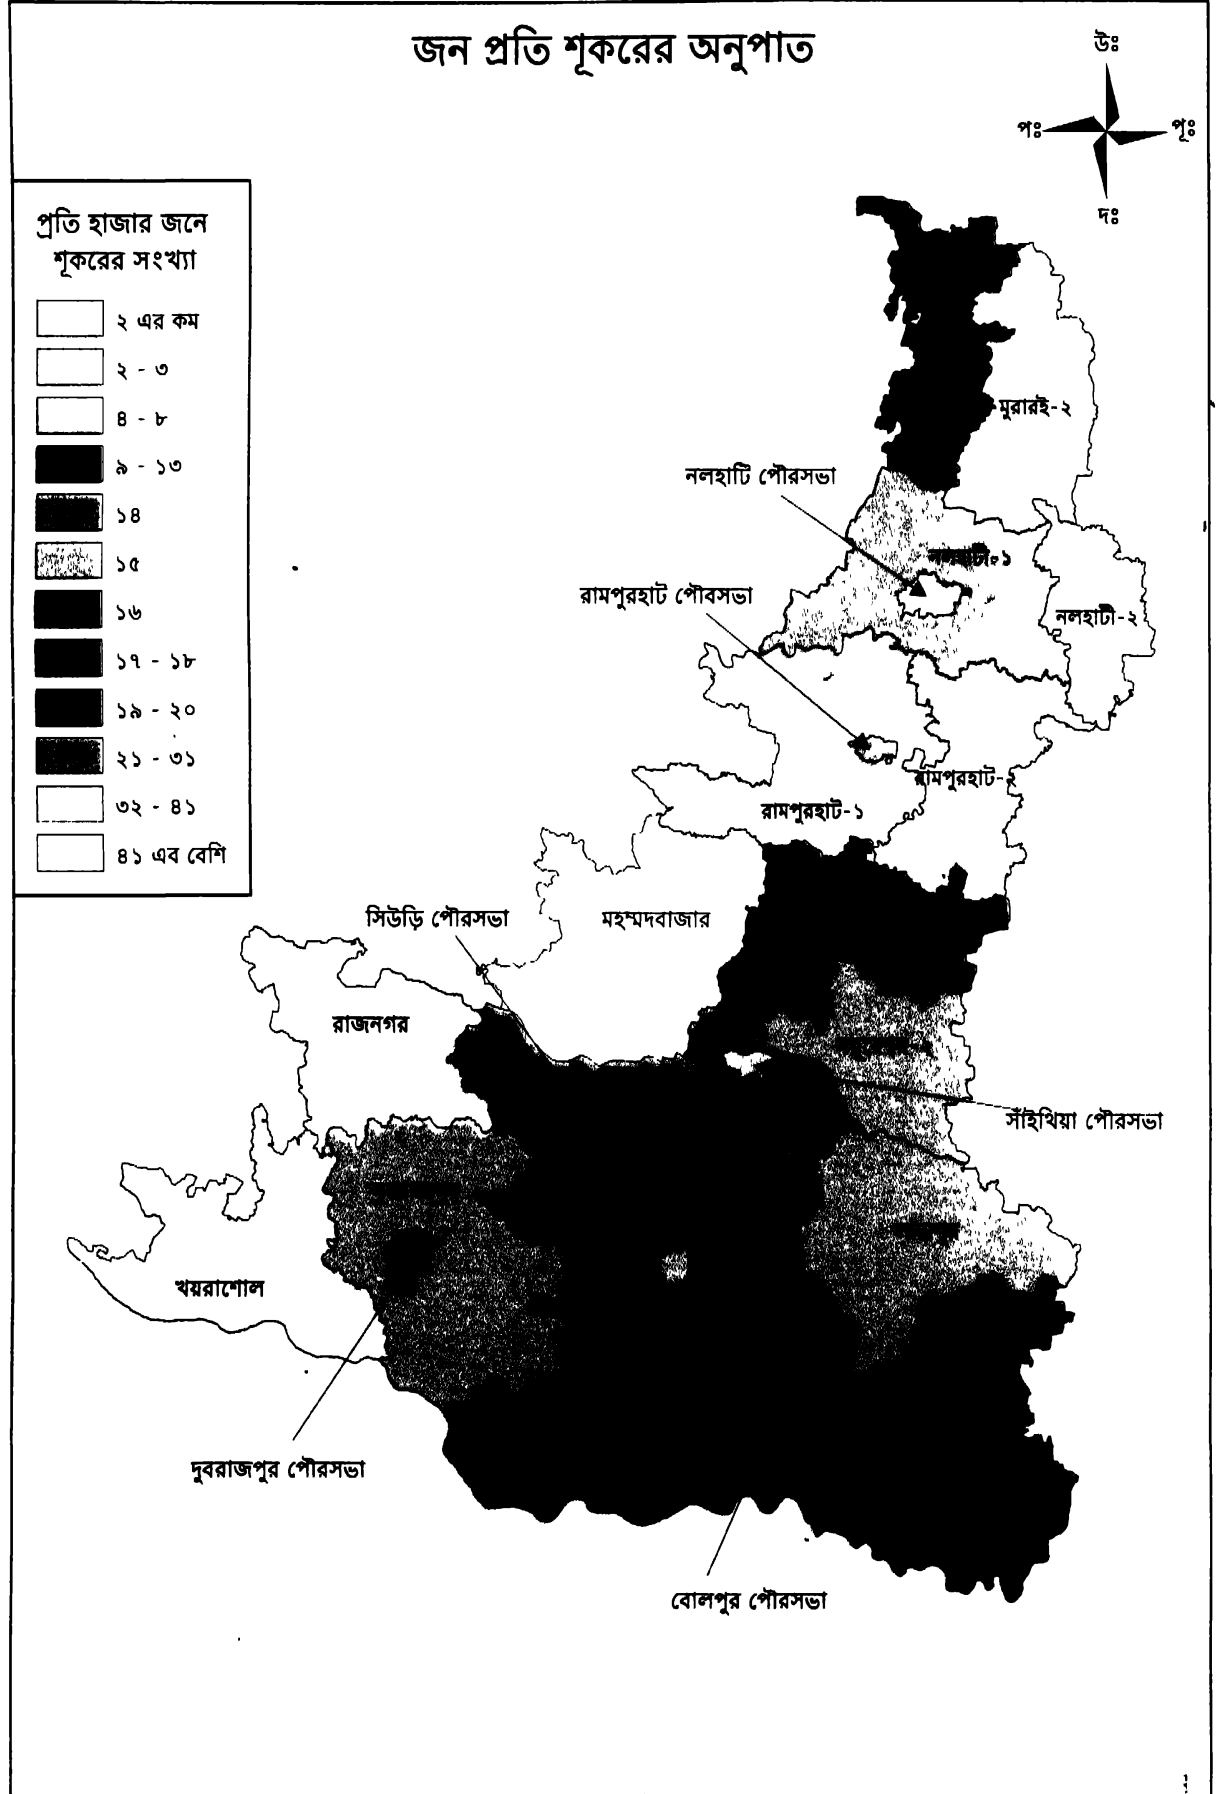 জন প্রতি শূকরের অনুপাত
উঃ
পঃ
পূঃ
দঃ
প্রতি হাজার জনে
শূকরের সংখ্যা
২ এর কম
২ - ৩
৪ - ৮
৯ - ১৩
১৪
১৫
১৬
১৭ - ১৮
১৯ - ২০
২১ - ৩১
৩২ - ৪১
৪১ এব বেশি
মুরারই-২
নলহাটি পৌরসভা
নলহাটী-১
রামপুরহাট পৌবসভা
নলহাটী-২
রামপুরহাট-২
রামপুরহাট-১
সিউড়ি পৌরসভা
মহম্মদবাজার
রাজনগর
সাঁইথিয়া পৌরসভা
খয়রাশোল
দুবরাজপুর পৌরসভা
বোলপুর পৌরসভা